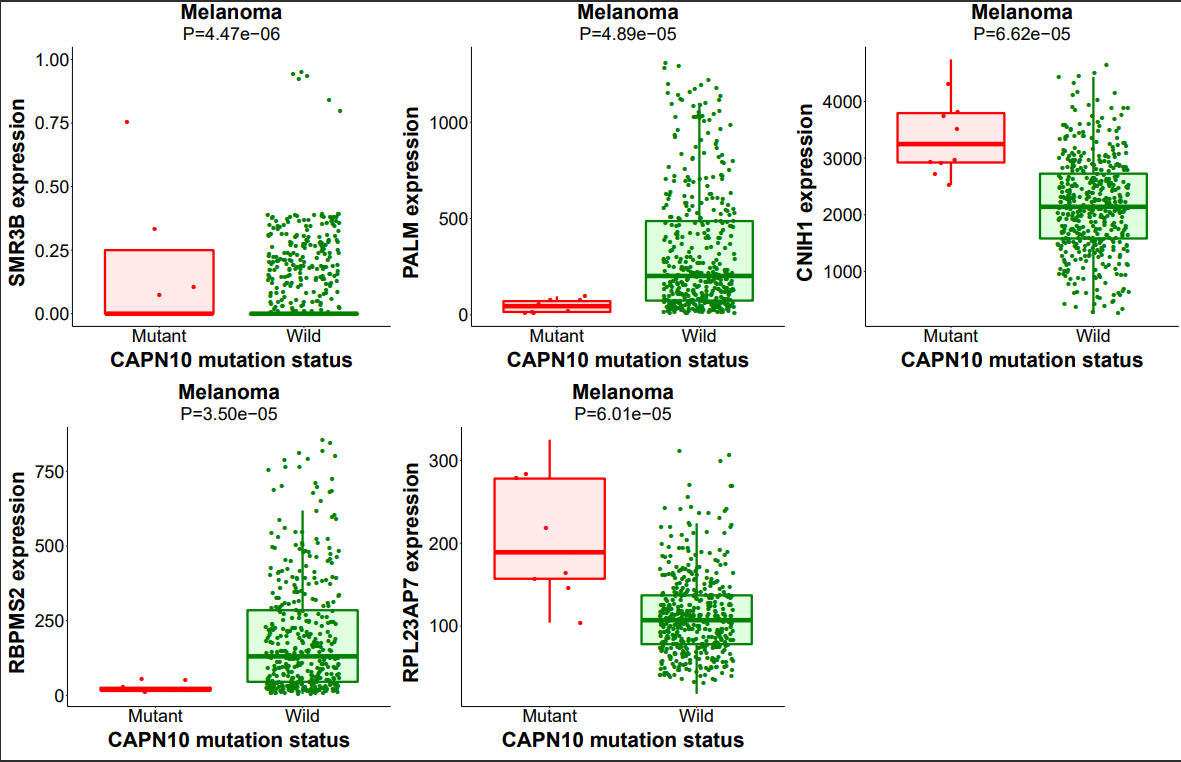 Melanoma
P=4.47e−06
SMR3B expression
1.00
0.75
0.50
0.25
0.00
Mutant
Wild
CAPN10 mutation status
Melanoma
P=4.89e−05
PALM expression
1000
500
0
Mutant
Wild
CAPN10 mutation status
Melanoma
P=6.62e−05
CNIH1 expression
4000
3000
2000
1000
Mutant
Wild
CAPN10 mutation status
Melanoma
P=3.50e−05
RBPMS2 expression
750
500
250
0
Mutant
Wild
CAPN10 mutation status
Melanoma
P=6.01e−05
RPL23AP7 expression
300
200
100
Mutant
Wild
CAPN10 mutation status